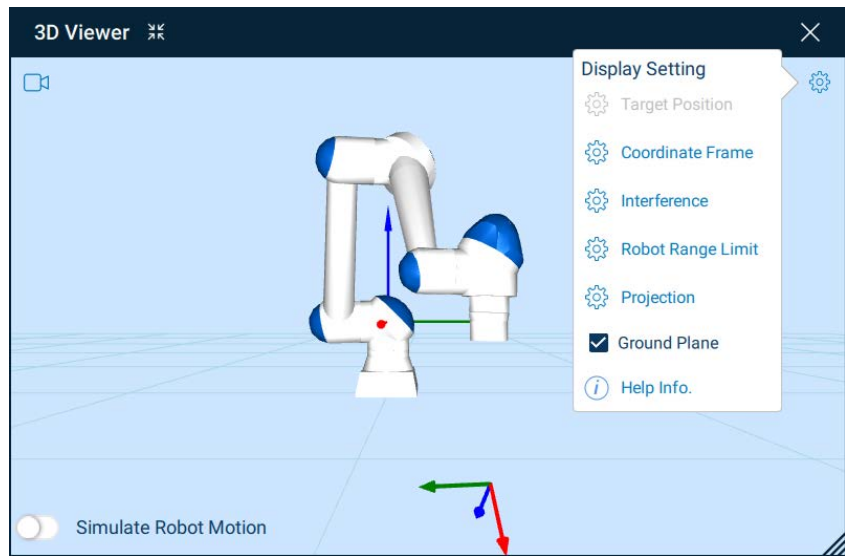 3D Viewer
Display Setting
Target Position
Coordinate Frame
Interference
Robot Range Limit
Projection
Ground Plane
i Help Info.
Simulate Robot Motion